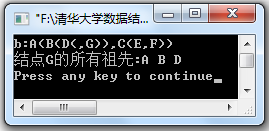 "F:\清华大学数据结
b:A(B(D(,G)),C(E,F))
结点G的所有祖先:A B D
Press any key to continue